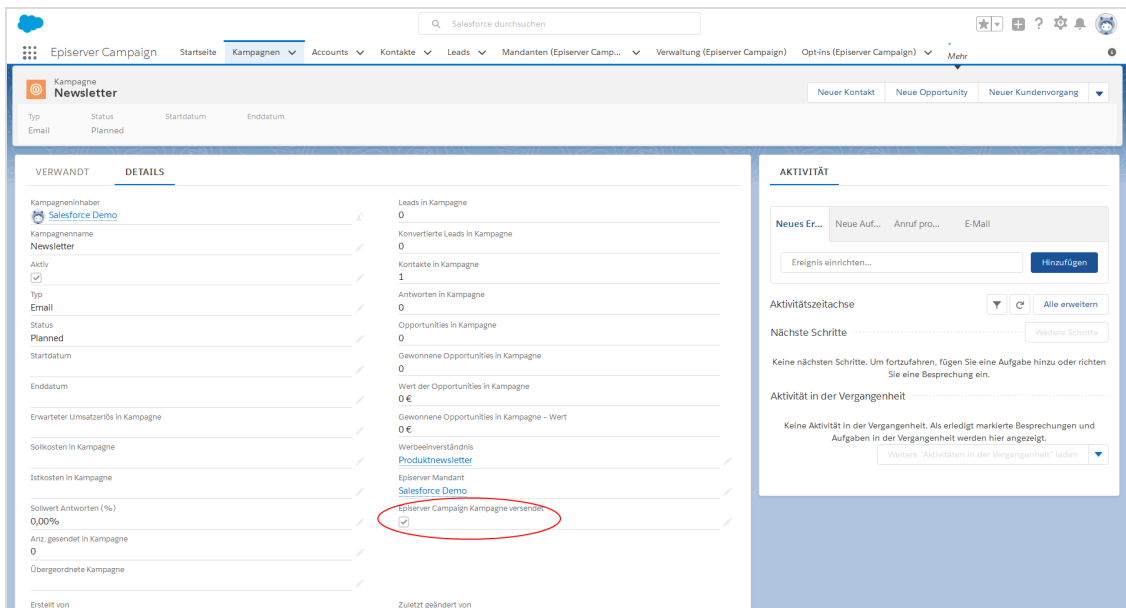 Salesforce durchsuchen
Episerver Campaign
Startseite
Kampagnen
Accounts
Kontakte
Leads
Mandanten (Episerver Camp...
Verwaltung (Episerver Campaign)
Opt-ins (Episerver Campaign)
Mehr
Kampagne
Newsletter
Neuer Kontakt
Neue Opportunity
Neuer Kundenvorgang
Typ
Status
Startdatum
Enddatum
Email
Planned
VERWANDT
DETAILS
Kampagneninhaber
Salesforce Demo
Kampagnenname
Newsletter
Aktiv
Typ
Email
Status
Planned
Startdatum
Enddatum
Erwarteter Umsatzerlös in Kampagne
Sollkosten in Kampagne
Istkosten in Kampagne
Sollwert Antworten (%)
0,00%
Anz. gesendet in Kampagne
0
Übergeordnete Kampagne
Erstellt von
Leads in Kampagne
0
Konvertierte Leads in Kampagne
0
Kontakte in Kampagne
1
Antworten in Kampagne
0
Opportunities in Kampagne
0
Gewonnene Opportunities in Kampagne
0
Wert der Opportunities in Kampagne
0 €
Gewonnene Opportunities in Kampagne – Wert
0 €
Werbeeinverständnis
Produktnewsletter
Episerver Mandant
Salesforce Demo
Episerver Campaign Kampagne versendet
Zuletzt geändert von
AKTIVITÄT
Neues Er...
Neue Auf...
Anruf pro...
E-Mail
Ereignis einrichten...
Hinzufügen
Aktivitätszeitachse
Alle erweitern
Nächste Schritte
Weitere Schritte
Keine nächsten Schritte. Um fortzufahren, fügen Sie eine Aufgabe hinzu oder richten
Sie eine Besprechung ein.
Aktivität in der Vergangenheit
Keine Aktivität in der Vergangenheit. Als erledigt markierte Besprechungen und
Aufgaben in der Vergangenheit werden hier angezeigt.
Weitere "Aktivitäten in der Vergangenheit" laden